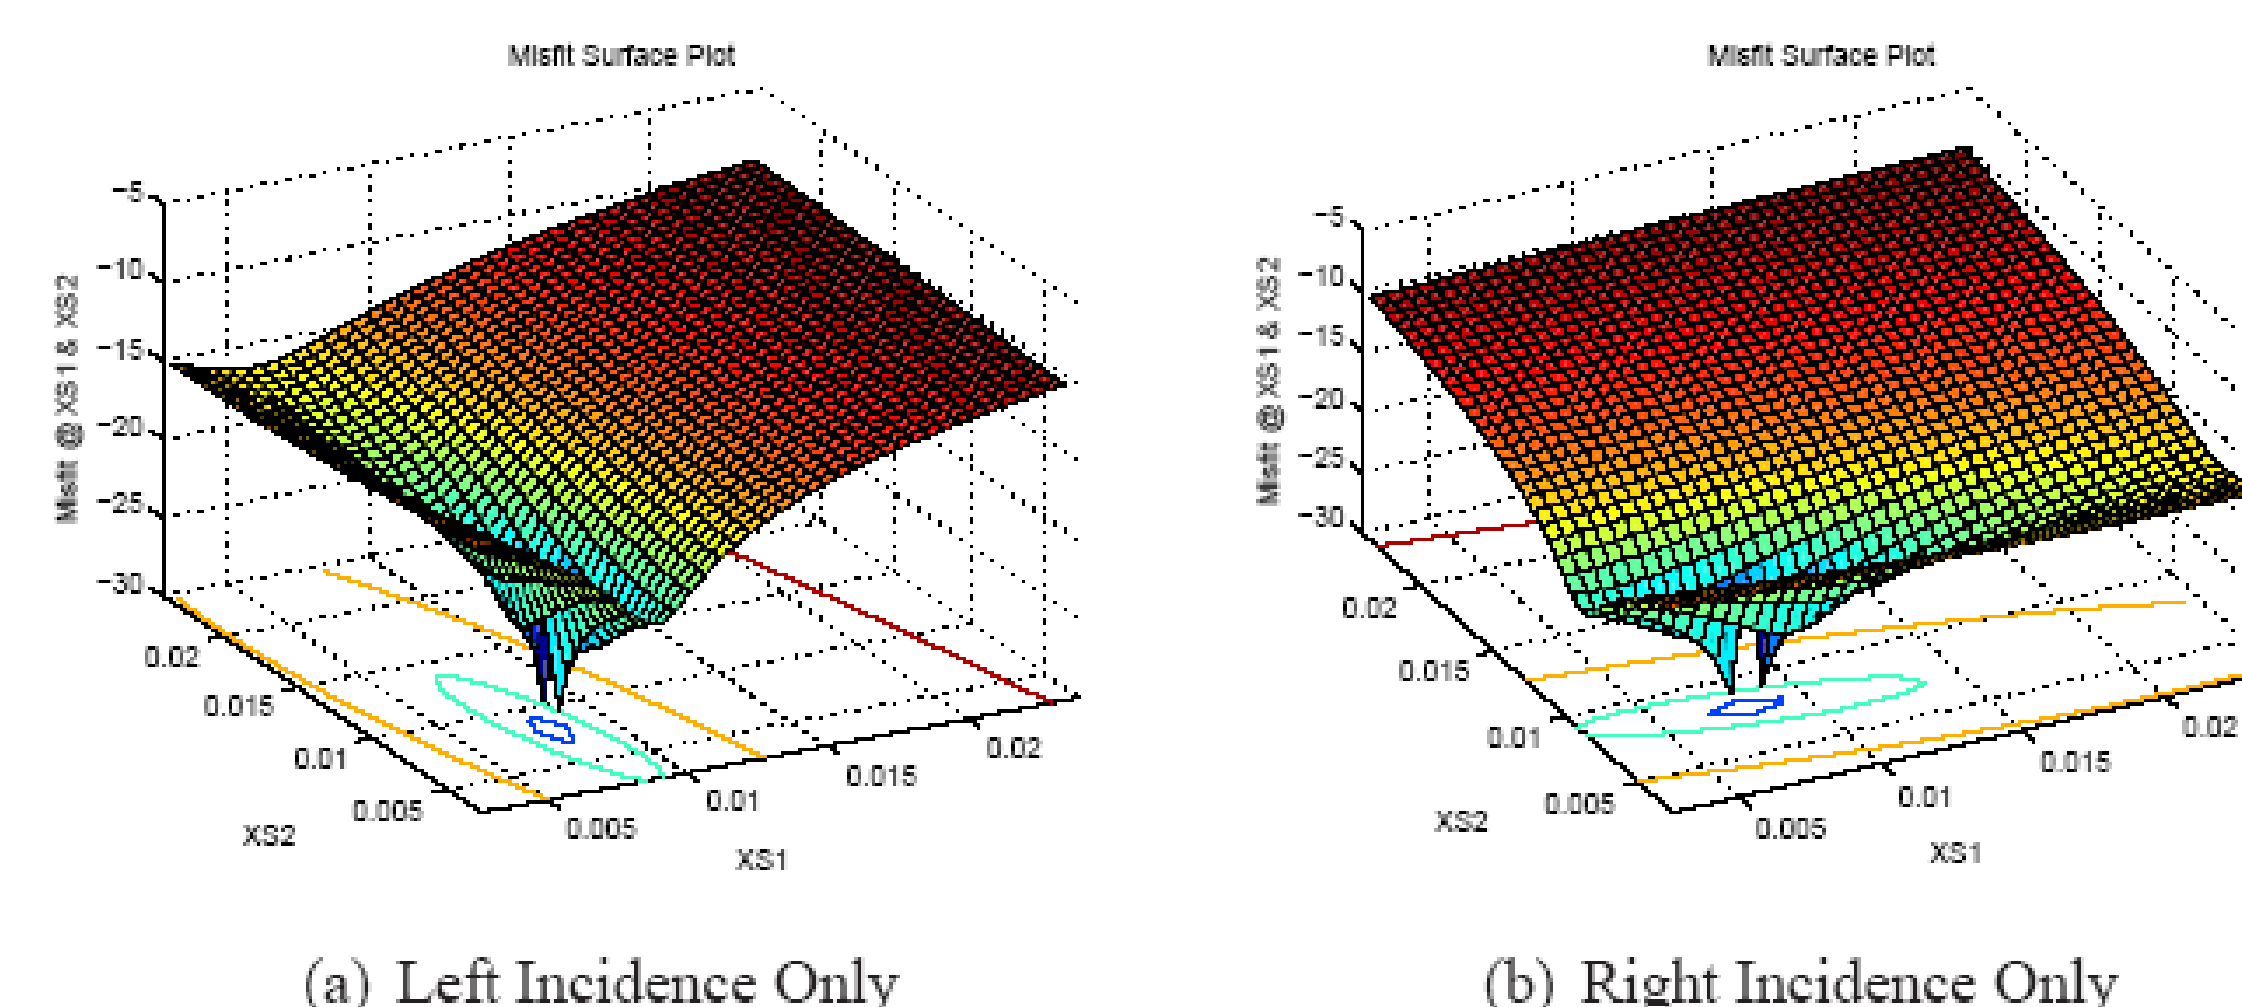 Misfit Surface Plot
Misfit @ XS1 & XS2
−5
−10
−15
−20
−25
−30
0.02
0.015
0.01
0.005
XS2
0.005
0.01
0.015
0.02
XS1
(a) Left Incidence Only
Misfit Surface Plot
Misfit @ XS1 & XS2
−5
−10
−15
−20
−25
−30
0.02
0.015
0.01
0.005
XS2
0.005
0.01
0.015
0.02
XS1
(b) Right Incidence Only